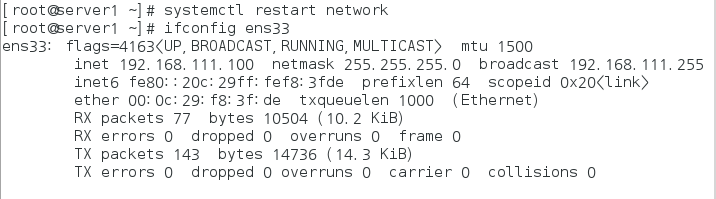 [root@server1 ~]# systemctl restart network
[root@server1 ~]# ifconfig ens33
ens33: flags=4163<UP,BROADCAST,RUNNING,MULTICAST>  mtu 1500
        inet 192.168.111.100  netmask 255.255.255.0  broadcast 192.168.111.255
        inet6 fe80::20c:29ff:fef8:3fde  prefixlen 64  scopeid 0x20<link>
        ether 00:0c:29:f8:3f:de  txqueuelen 1000  (Ethernet)
        RX packets 77  bytes 10504 (10.2 KiB)
        RX errors 0  dropped 0  overruns 0  frame 0
        TX packets 143  bytes 14736 (14.3 KiB)
        TX errors 0  dropped 0 overruns 0  carrier 0  collisions 0